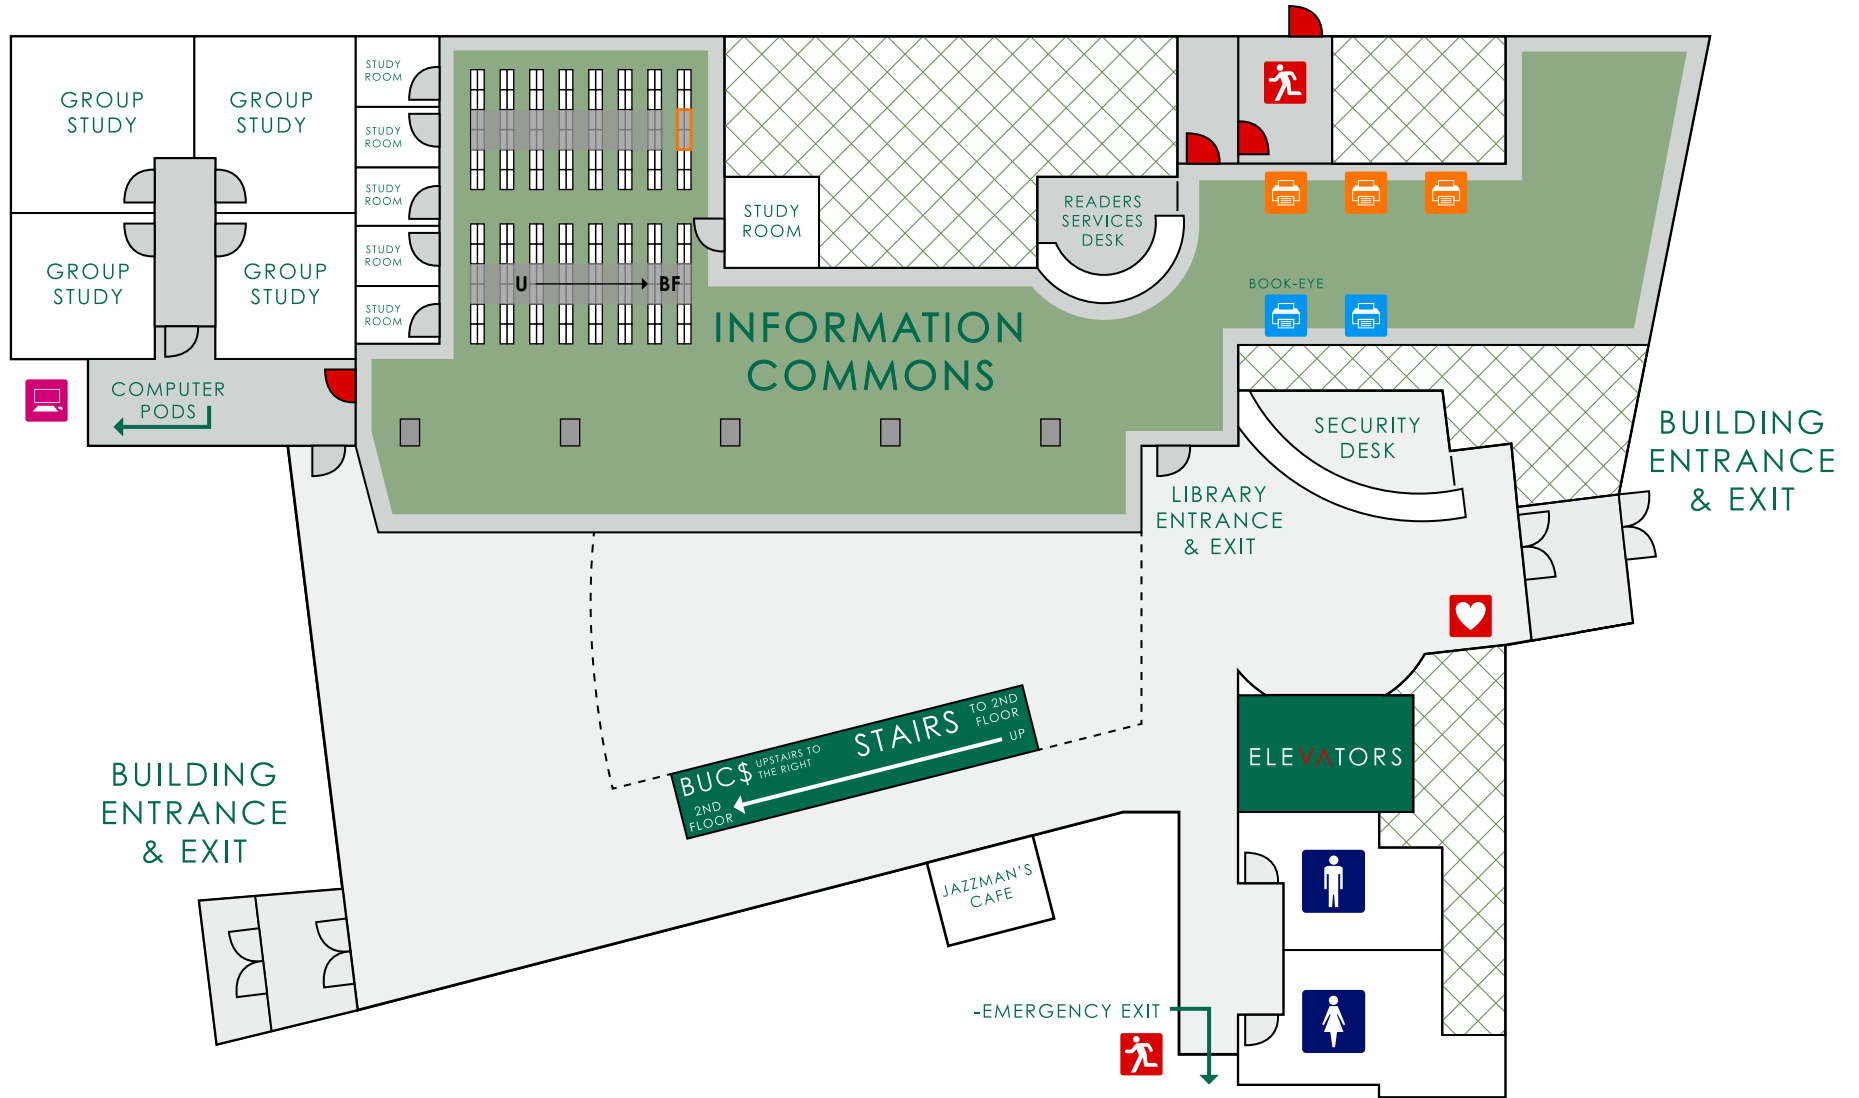 GROUP
STUDY
GROUP
STUDY
GROUP
STUDY
GROUP
STUDY
STUDY
ROOM
STUDY
ROOM
STUDY
ROOM
STUDY
ROOM
STUDY
ROOM
U
BF
STUDY
ROOM
READERS
SERVICES
DESK
BOOK-EYE
INFORMATION
COMMONS
COMPUTER
PODS
SECURITY
DESK
BUILDING
ENTRANCE
& EXIT
LIBRARY
ENTRANCE
& EXIT
STAIRS
TO 2ND
FLOOR
UP
BUC$
UPSTAIRS TO
THE RIGHT
2ND
FLOOR
ELEVATORS
BUILDING
ENTRANCE
& EXIT
JAZZMAN'S
CAFE
-EMERGENCY EXIT